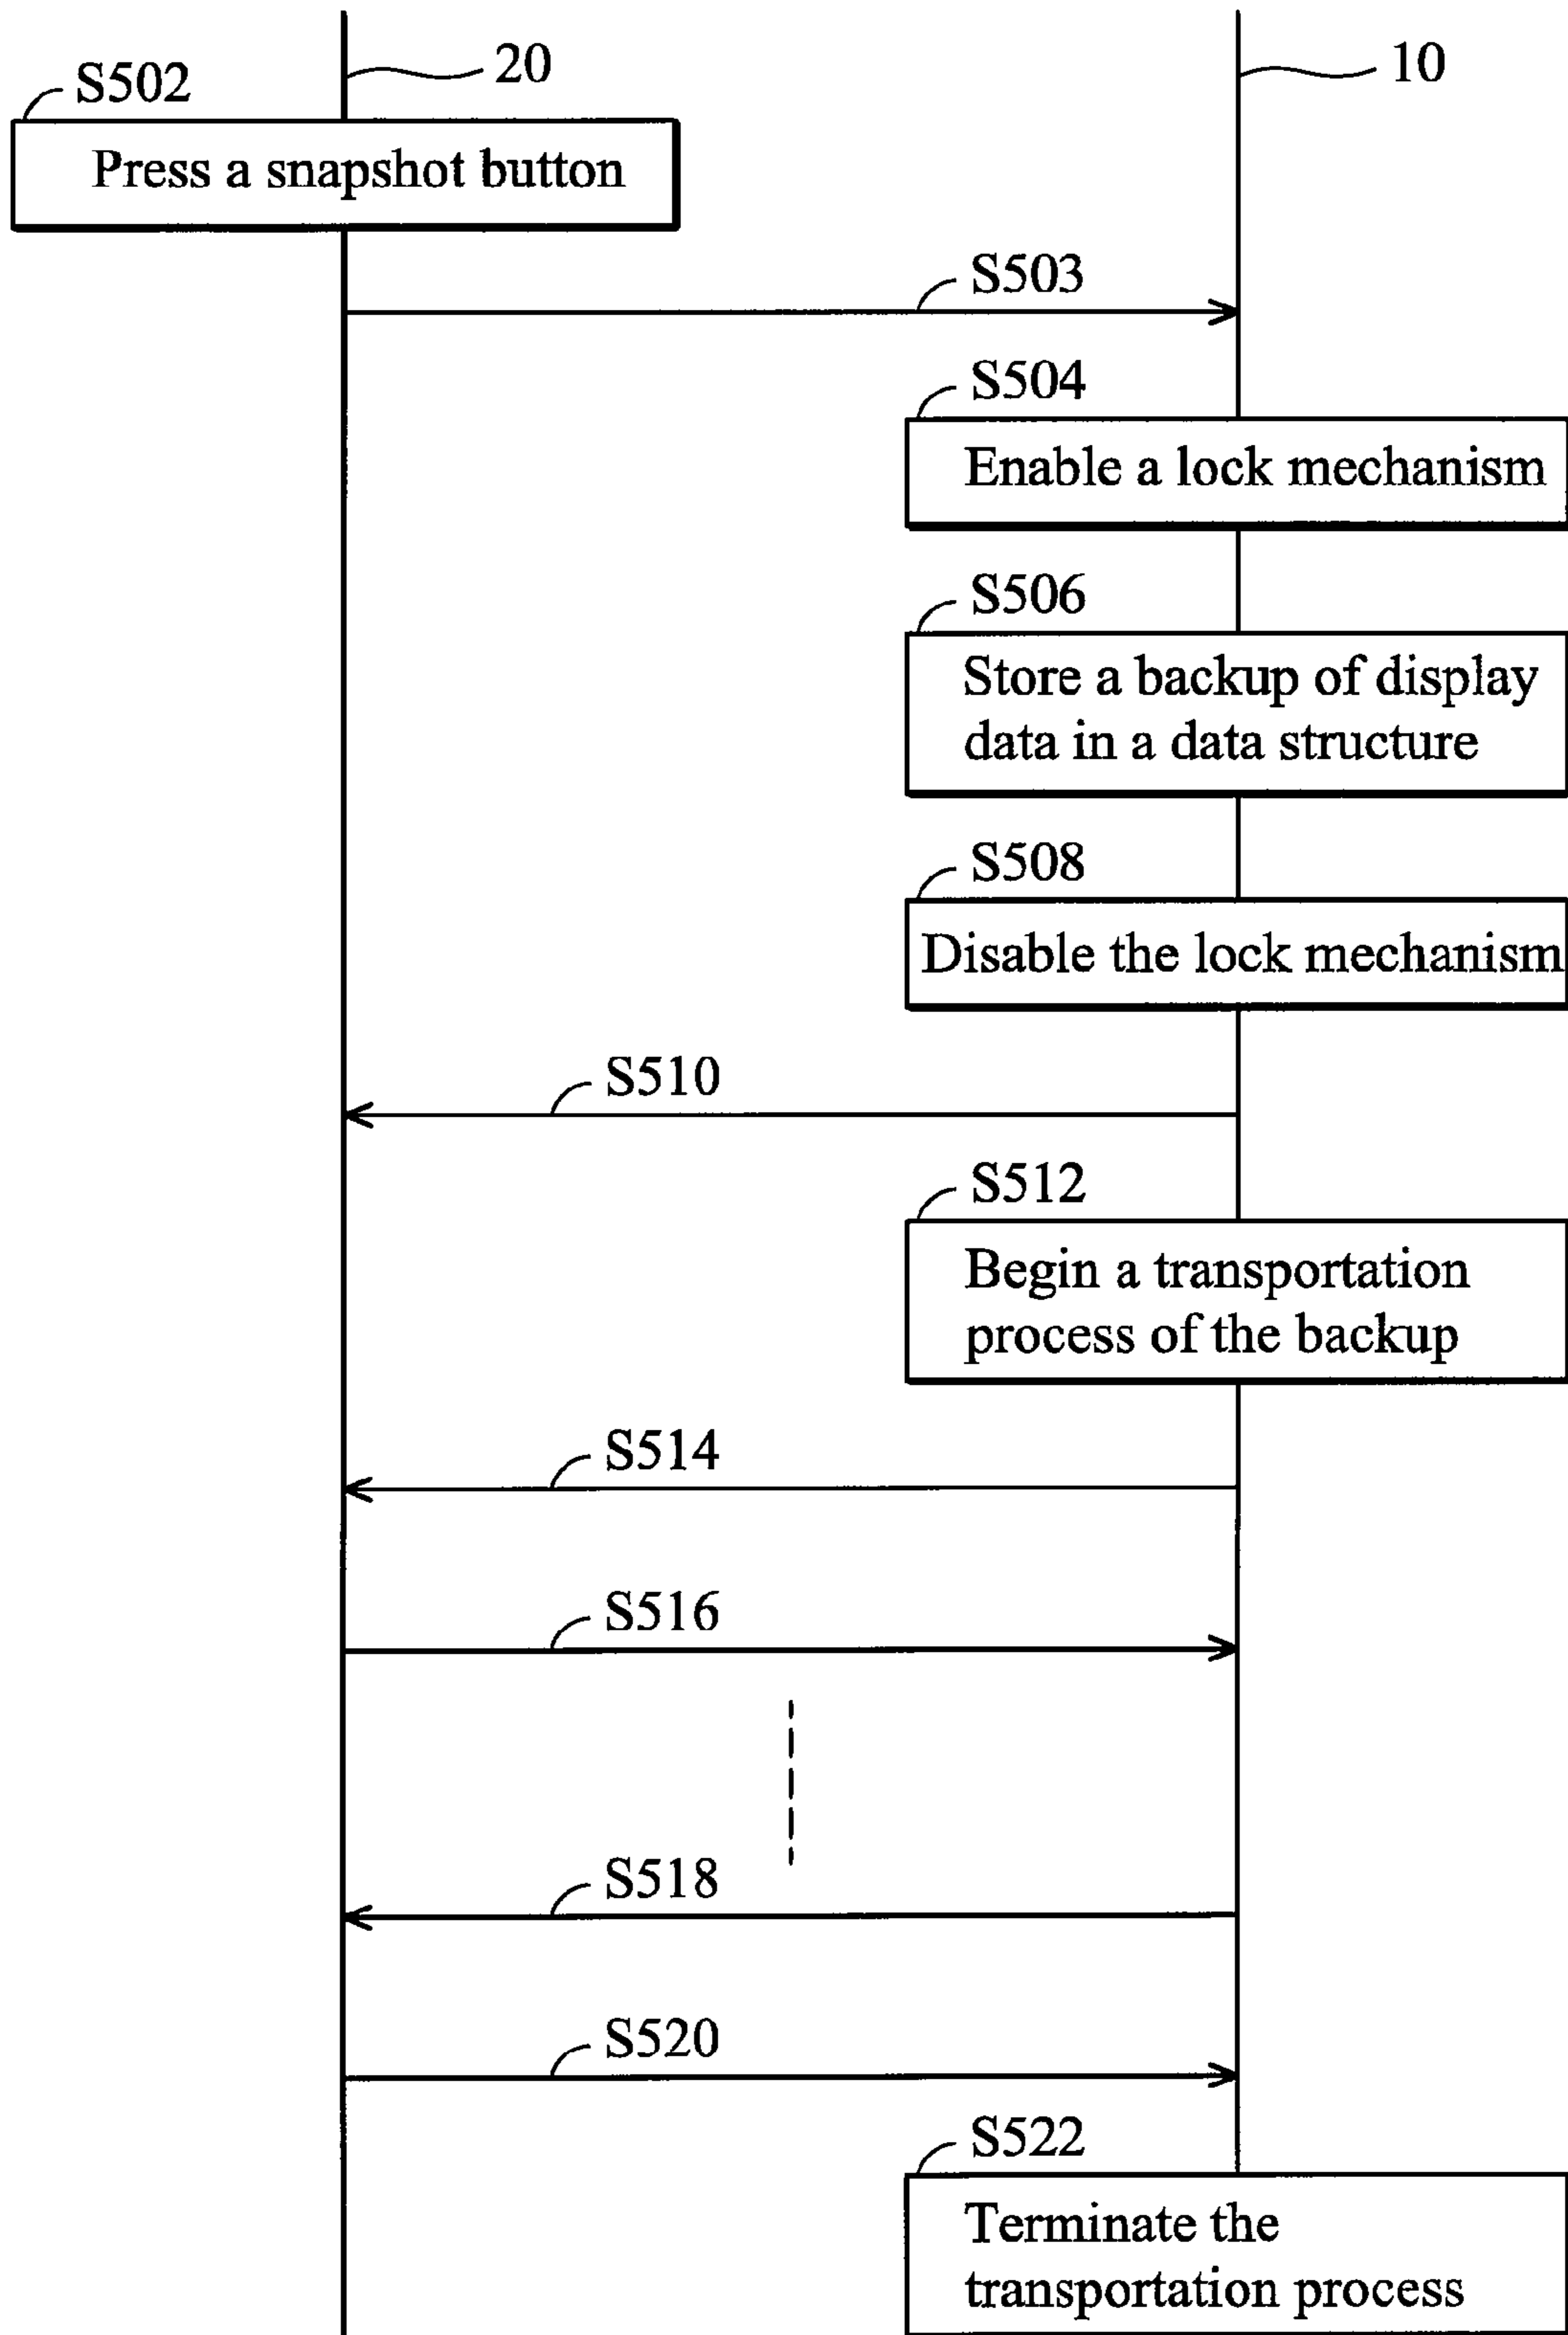 20
10
S502
Press a snapshot button
S503
S504
Enable a lock mechanism
S506
Store a backup of display
data in a data structure
S508
Disable the lock mechanism
S510
S512
Begin a transportation
process of the backup
S514
S516
S518
S520
S522
Terminate the
transportation process